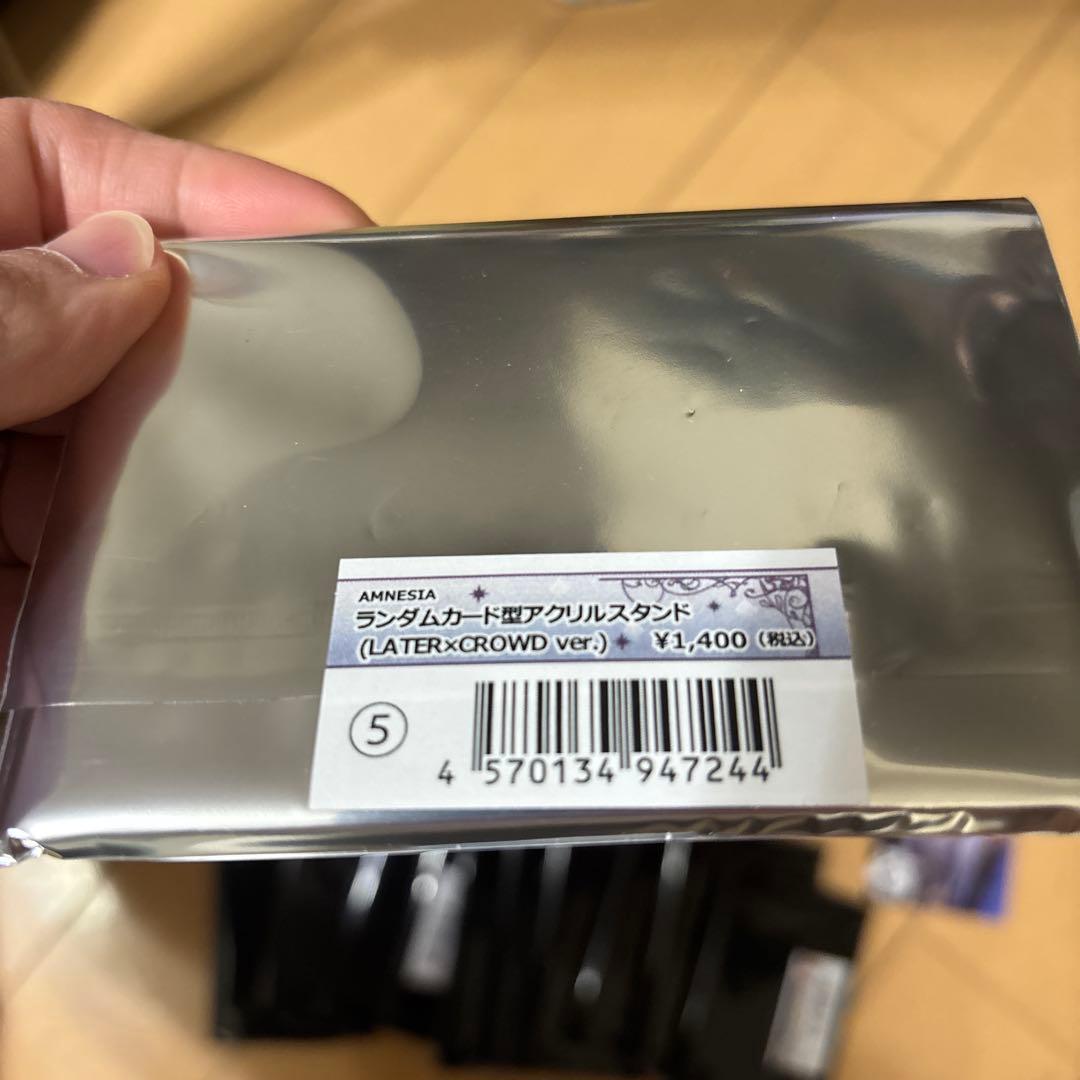 AMNESIA
ランダムカード型アクリルスタンド
(LATER×CROWD ver.) ¥1,400 (税込)
⑤
4 570134 947244